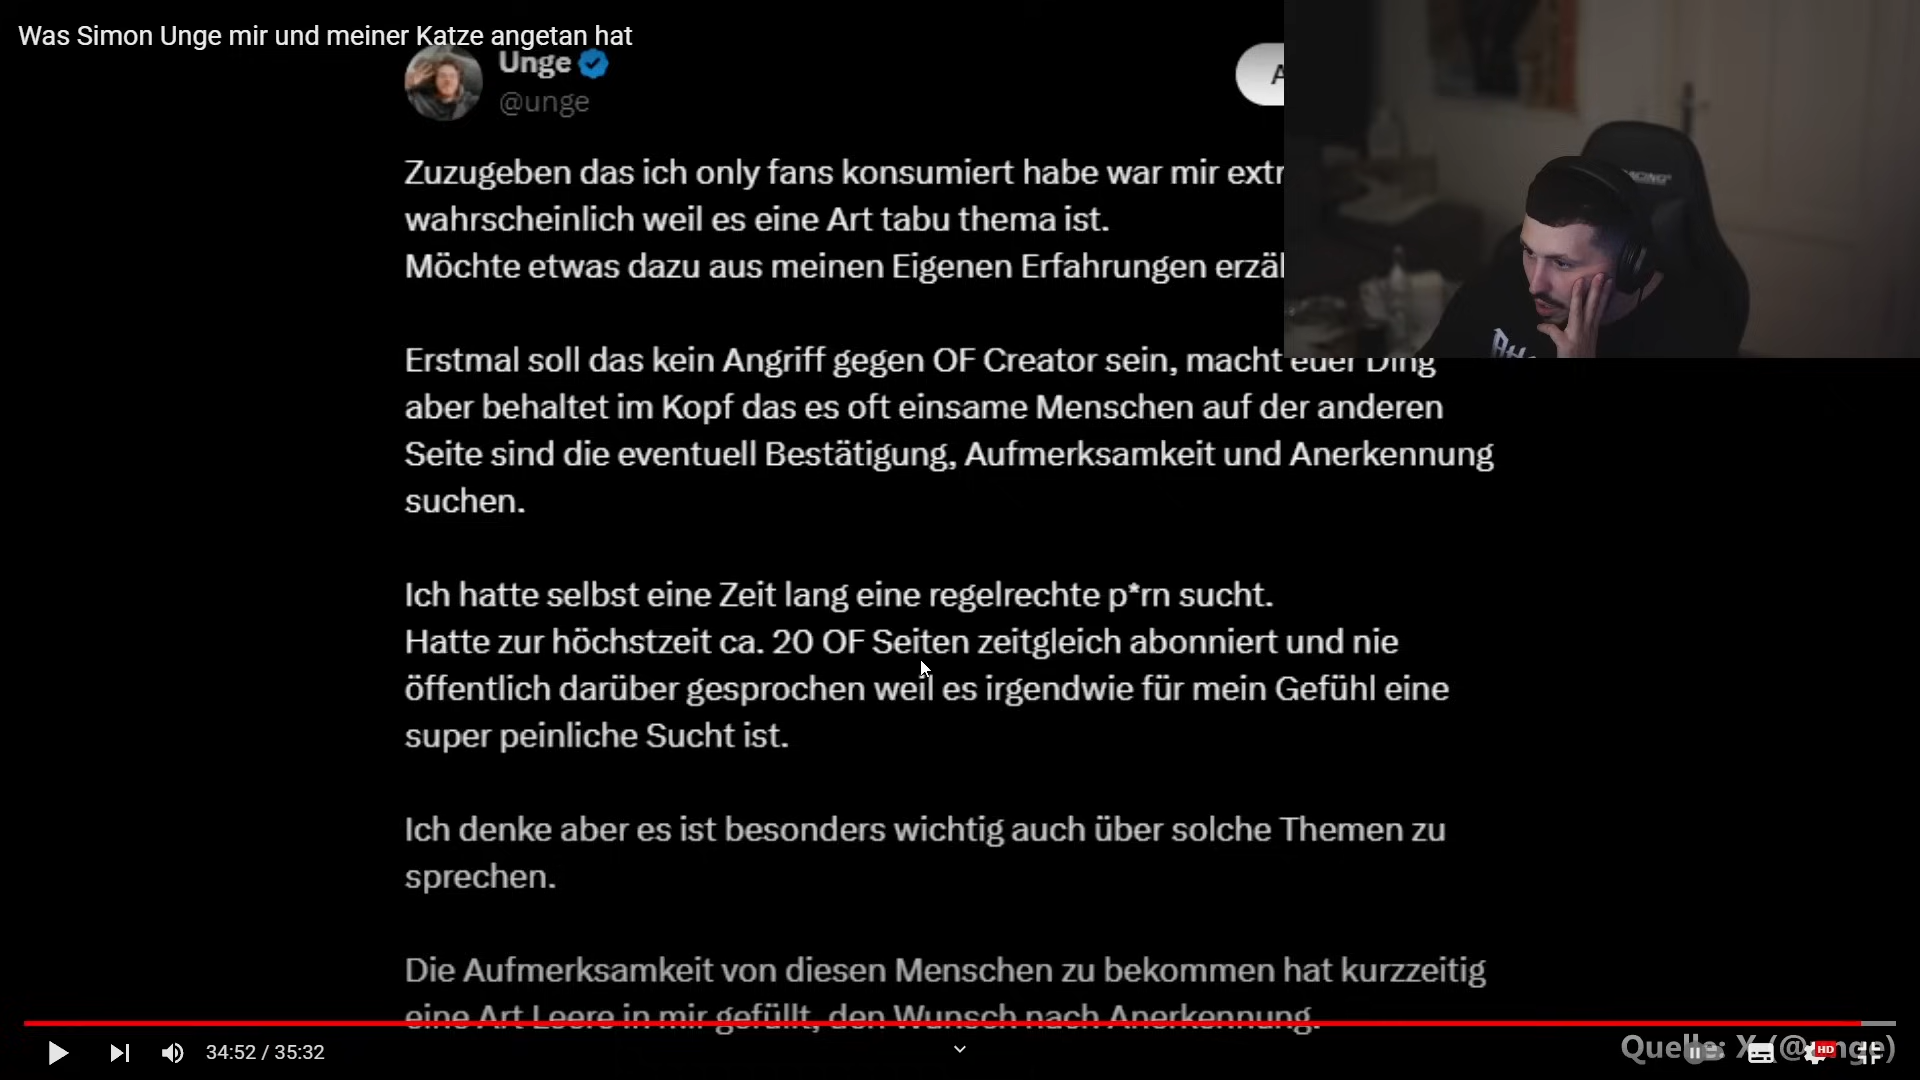 Was Simon Unge mir und meiner Katze angetan hat
Unge
@unge
A
Zuzugeben das ich only fans konsumiert habe war mir extr
wahrscheinlich weil es eine Art tabu thema ist.
Möchte etwas dazu aus meinen Eigenen Erfahrungen erzäl
Erstmal soll das kein Angriff gegen OF Creator sein, macht euer Ding
aber behaltet im Kopf das es oft einsame Menschen auf der anderen
Seite sind die eventuell Bestätigung, Aufmerksamkeit und Anerkennung
suchen.
Ich hatte selbst eine Zeit lang eine regelrechte p*rn sucht.
Hatte zur höchstzeit ca. 20 OF Seiten zeitgleich abonniert und nie
öffentlich darüber gesprochen weil es irgendwie für mein Gefühl eine
super peinliche Sucht ist.
Ich denke aber es ist besonders wichtig auch über solche Themen zu
sprechen.
Die Aufmerksamkeit von diesen Menschen zu bekommen hat kurzzeitig
eine Art Leere in mir gefüllt, den Wunsch nach Anerkennung.
34:52 / 35:32
Quelle: X (@unge)
HD